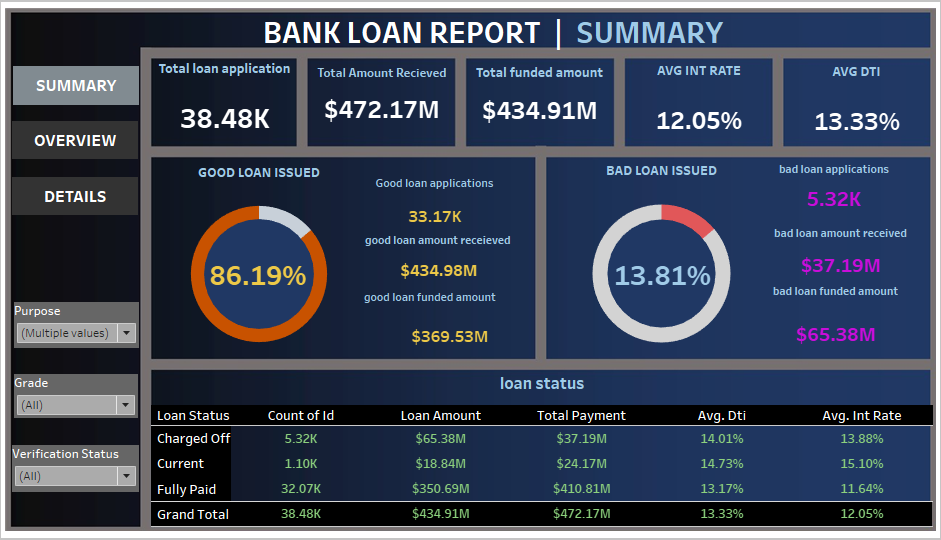 BANK LOAN REPORT | SUMMARY
SUMMARY
OVERVIEW
DETAILS
Purpose
(Multiple values)
Grade
(All)
Verification Status
(All)
Total loan application
38.48K
Total Amount Recieved
$472.17M
Total funded amount
$434.91M
AVG INT RATE
12.05%
AVG DTI
13.33%
GOOD LOAN ISSUED
86.19%
Good loan applications
33.17K
good loan amount receieved
$434.98M
good loan funded amount
$369.53M
BAD LOAN ISSUED
13.81%
bad loan applications
5.32K
bad loan amount received
$37.19M
bad loan funded amount
$65.38M
loan status
Loan Status Count of Id Loan Amount Total Payment Avg. Dti Avg. Int Rate
Charged Off 5.32K $65.38M $37.19M 14.01% 13.88%
Current 1.10K $18.84M $24.17M 14.73% 15.10%
Fully Paid 32.07K $350.69M $410.81M 13.17% 11.64%
Grand Total 38.48K $434.91M $472.17M 13.33% 12.05%